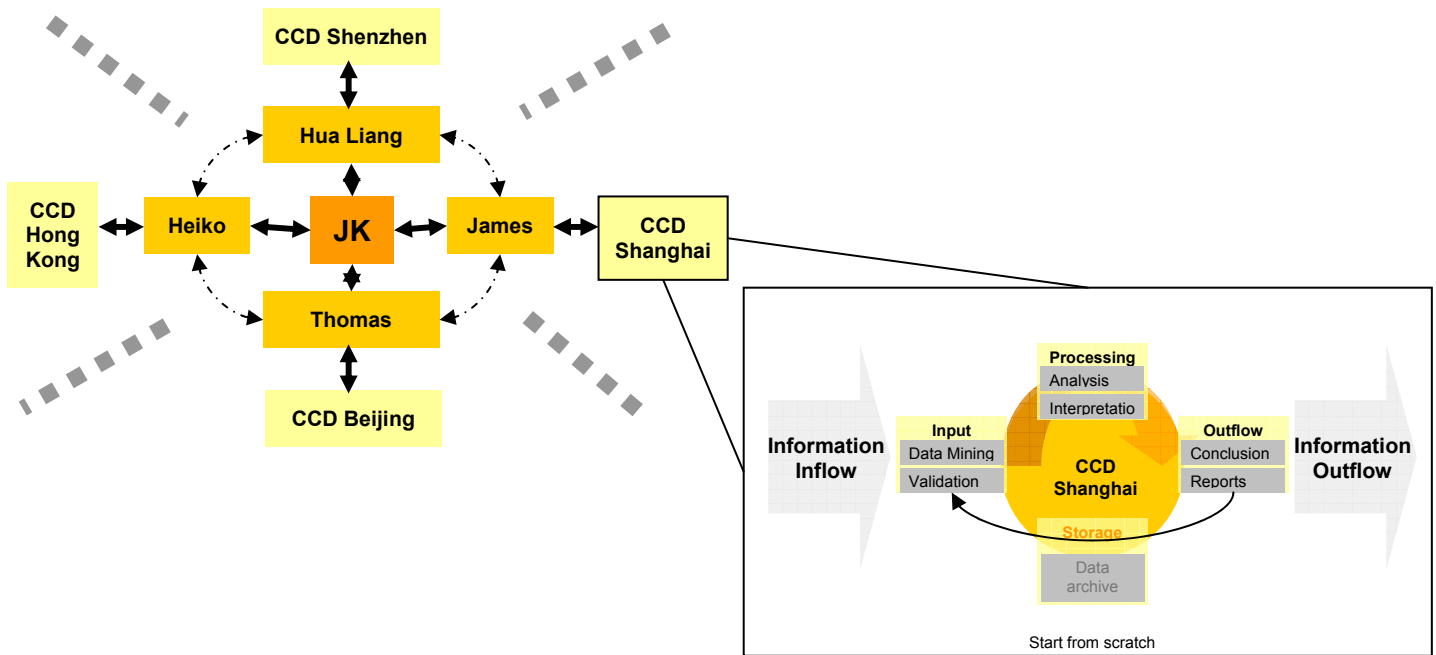 CCD Shenzhen
Hua Liang
CCD
Hong
Kong
Heiko
JK
James
CCD
Shanghai
Thomas
CCD Beijing
Information
Inflow
Input
Data Mining
Validation
Processing
Analysis
Interpretatio
CCD
Shanghai
Outflow
Conclusion
Reports
Storage
Data
archive
Information
Outflow
Start from scratch